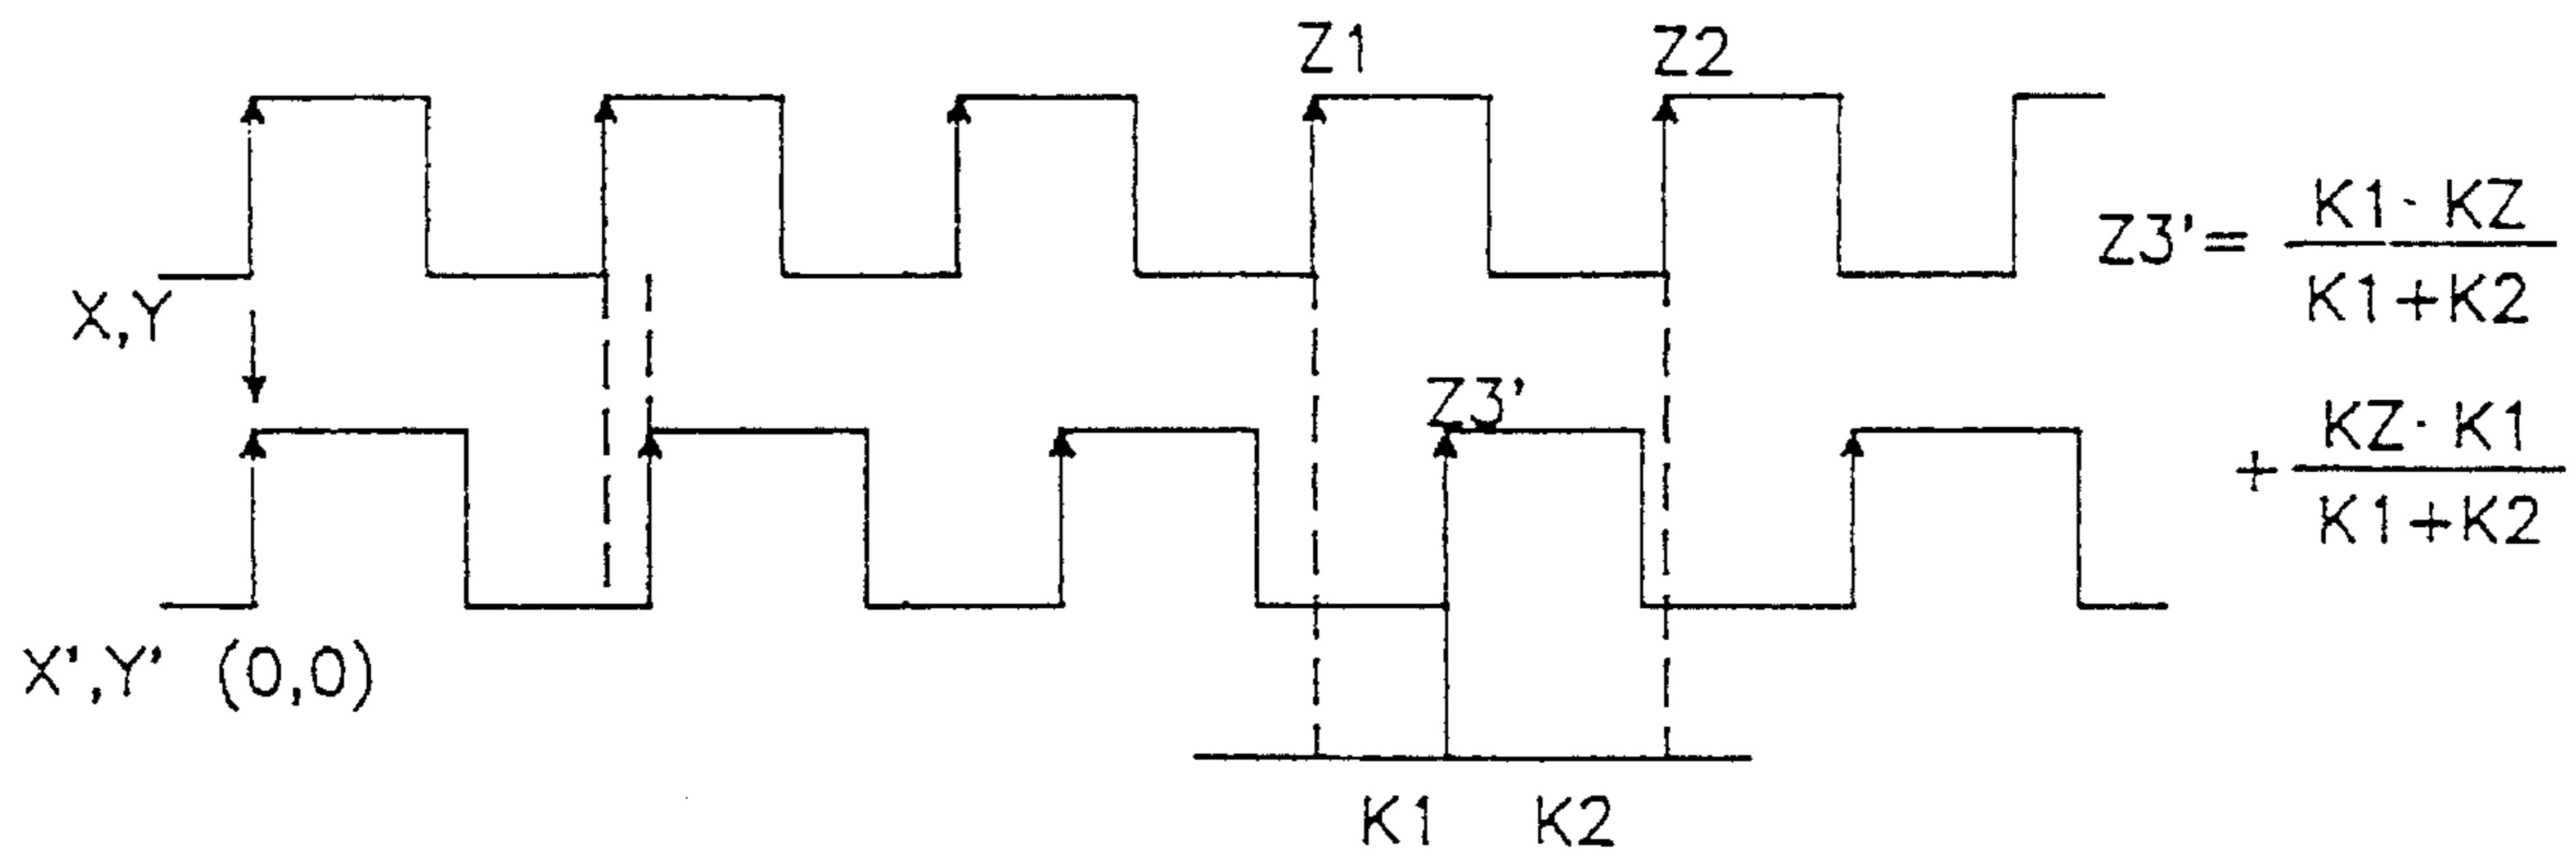 Z1 Z2
X,Y
Z3'= K1·KZ / K1+K2
Z3'
+ KZ·K1 / K1+K2
X',Y' (0,0)
K1 K2